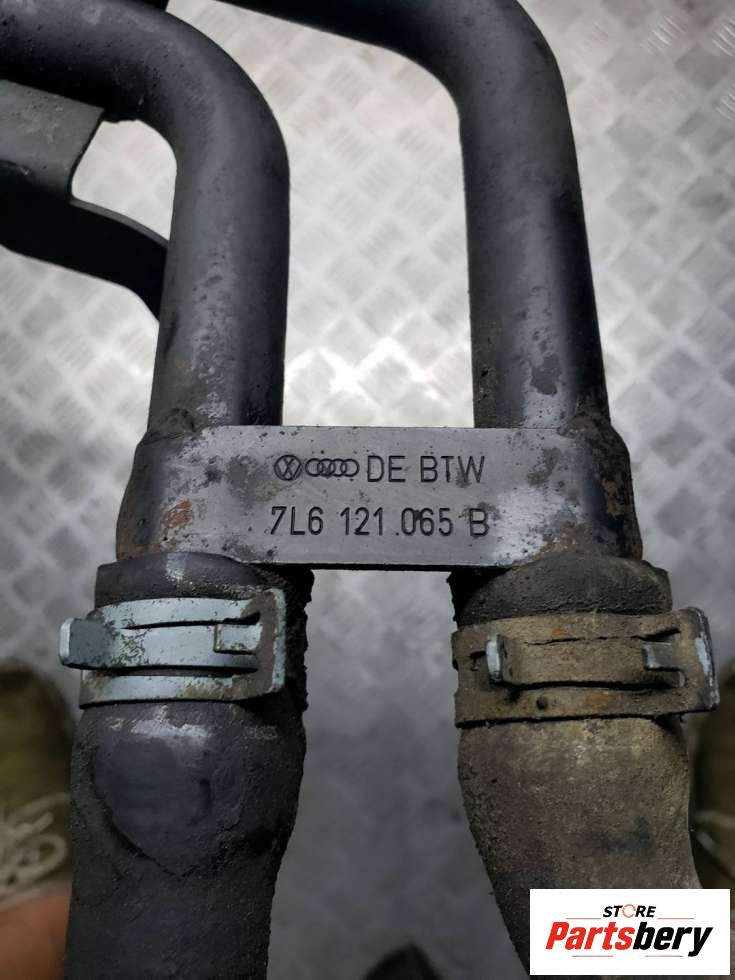 DE BTW
7L6 121.065 B
STORE
Partsbery